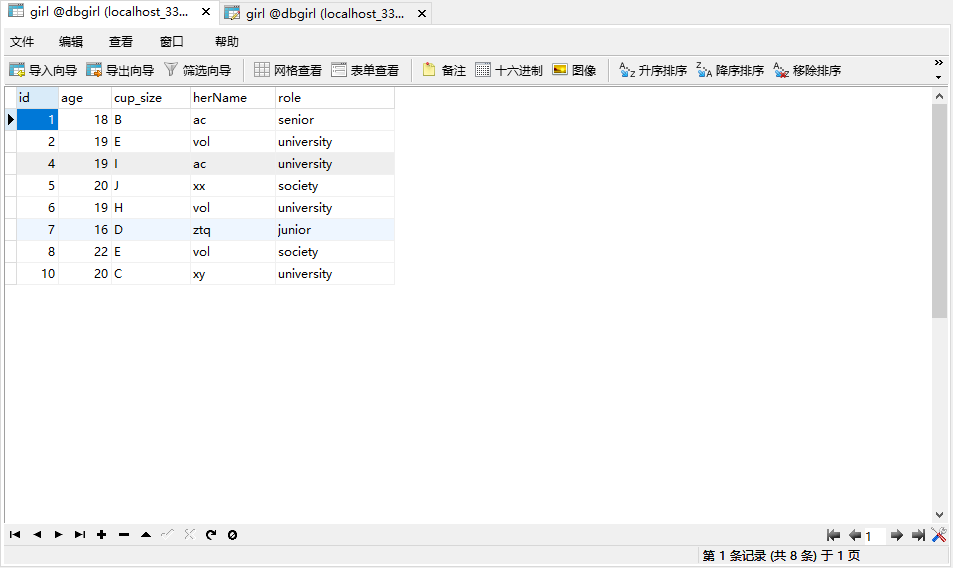 girl @dbgirl (localhost_33... girl @dbgirl (localhost_33...
文件 编辑 查看 窗口 帮助
导入向导 导出向导 筛选向导 网格查看 表单查看 备注 十六进制 图像 升序排序 降序排序 移除排序
id age cup_size herName role
1 18 B ac senior
2 19 E vol university
4 19 I ac university
5 20 J xx society
6 19 H vol university
7 16 D ztq junior
8 22 E vol society
10 20 C xy university
1
第 1 条记录 (共 8 条) 于 1 页